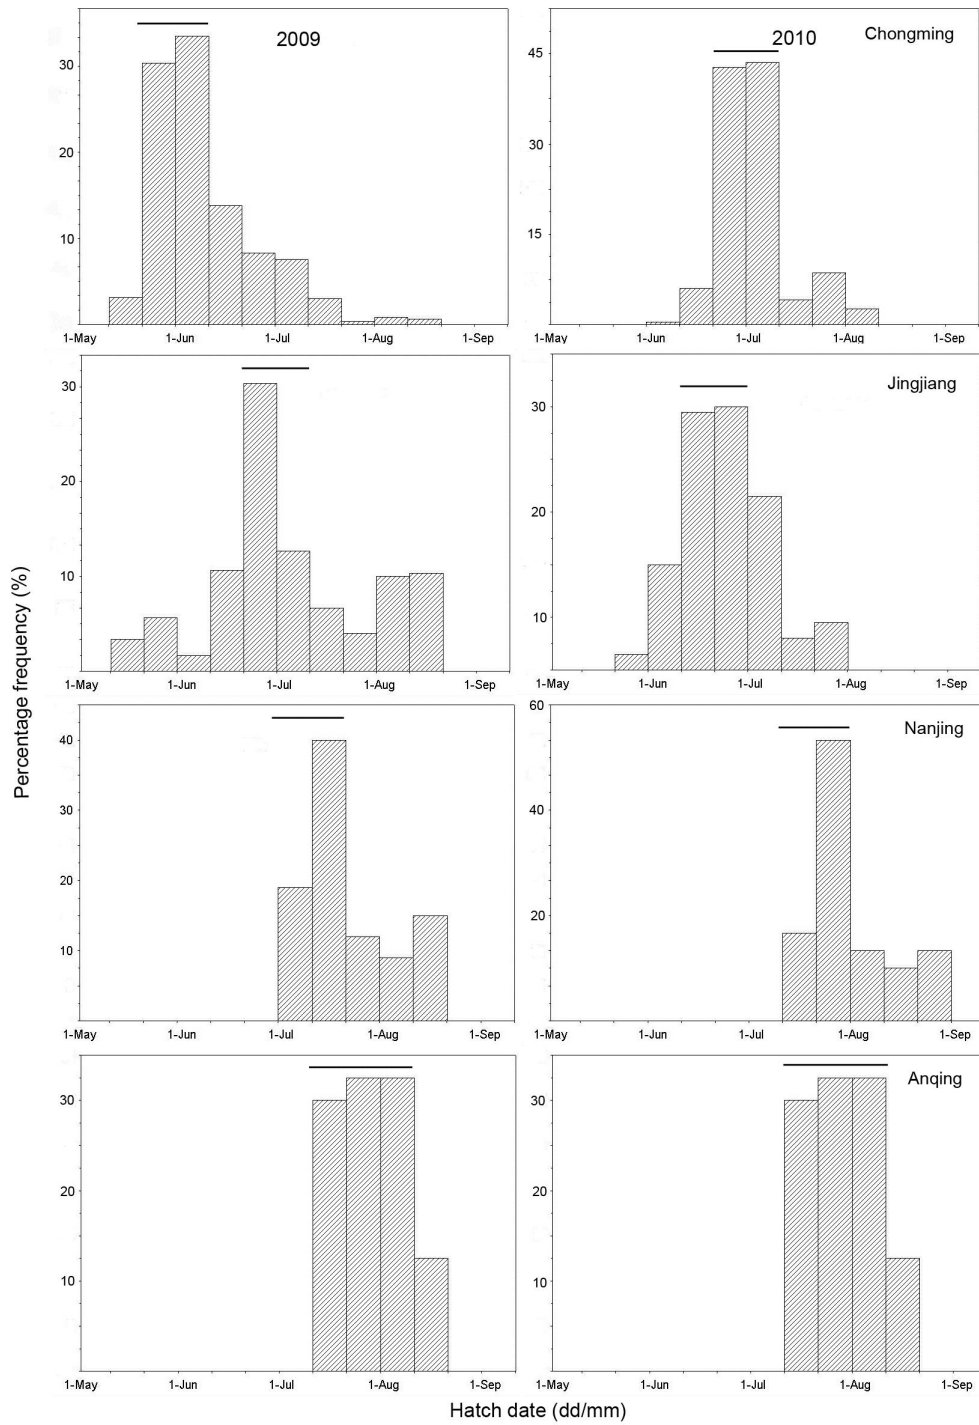 2009
30
20
10
1-May 1-Jun 1-Jul 1-Aug 1-Sep
2010
Chongming
45
30
15
1-May 1-Jun 1-Jul 1-Aug 1-Sep
30
20
10
1-May 1-Jun 1-Jul 1-Aug 1-Sep
Jingjiang
30
20
10
1-May 1-Jun 1-Jul 1-Aug 1-Sep
Percentage frequency (%)
40
30
20
10
1-May 1-Jun 1-Jul 1-Aug 1-Sep
60
Nanjing
40
20
1-May 1-Jun 1-Jul 1-Aug 1-Sep
30
20
10
1-May 1-Jun 1-Jul 1-Aug 1-Sep
Anqing
30
20
10
1-May 1-Jun 1-Jul 1-Aug 1-Sep
Hatch date (dd/mm)